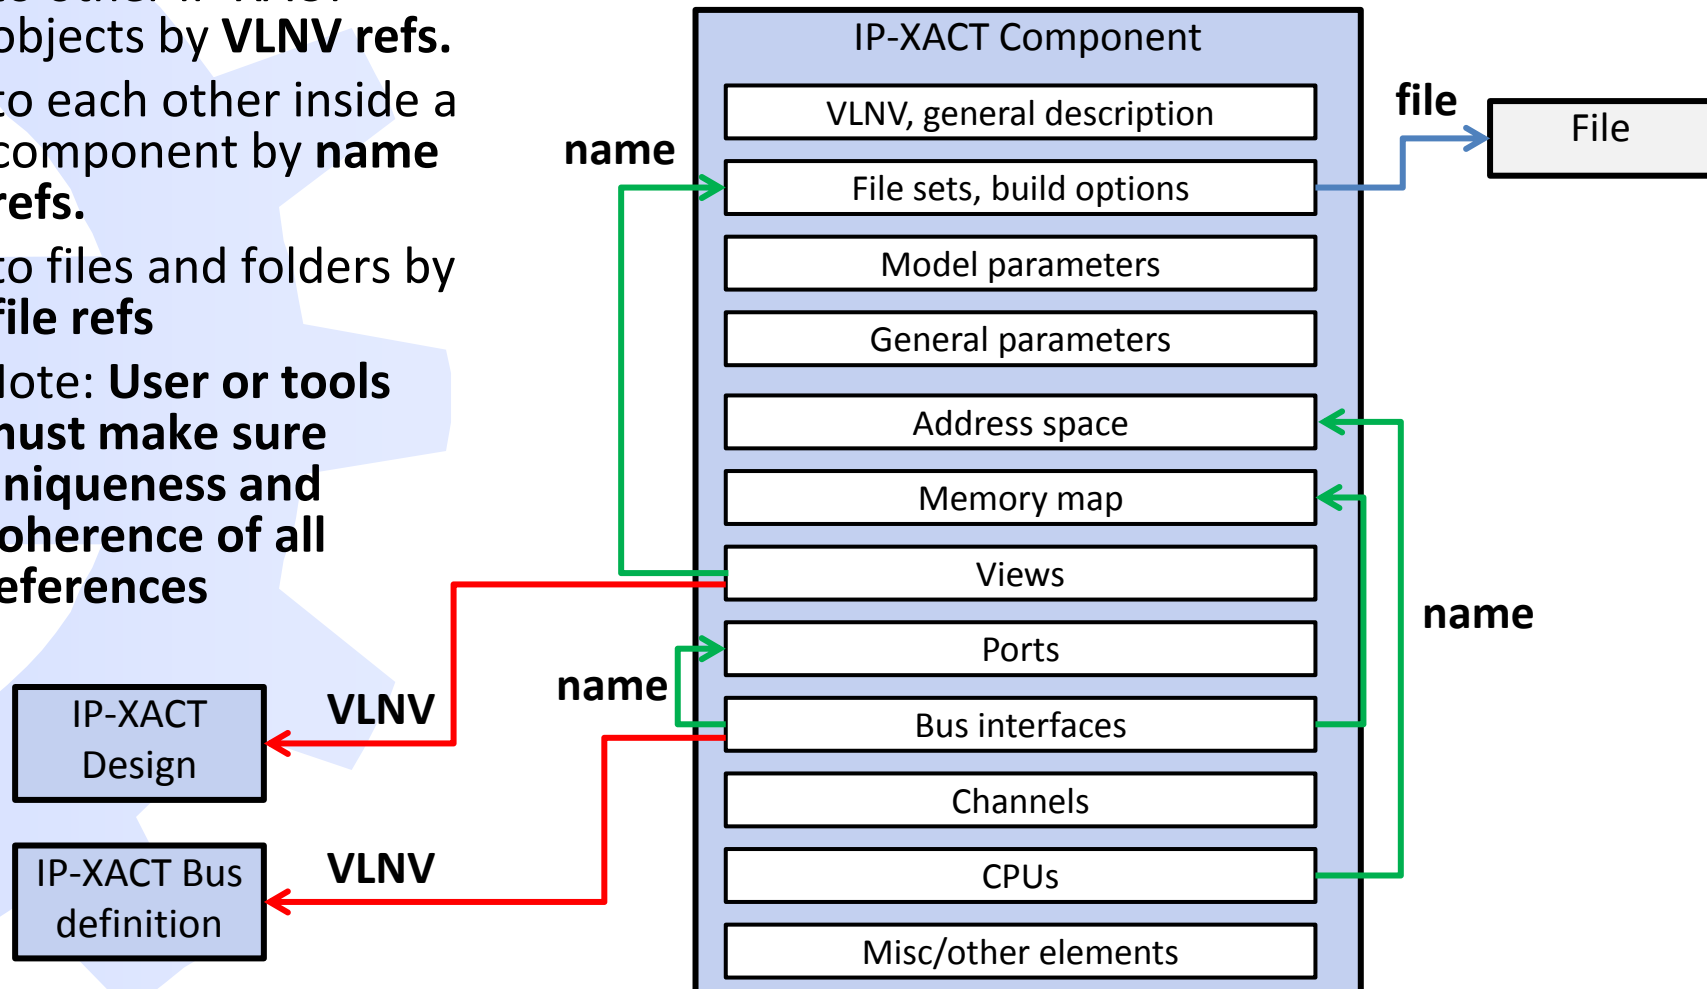 objects by VLNV refs.
to each other inside a
component by name
refs.
to files and folders by
file refs
Note: User or tools
must make sure
uniqueness and
coherence of all
references
IP-XACT Component
VLNV, general description
File sets, build options
Model parameters
General parameters
Address space
Memory map
Views
Ports
Bus interfaces
Channels
CPUs
Misc/other elements
name
name
name
file
File
VLNV
IP-XACT
Design
VLNV
IP-XACT Bus
definition